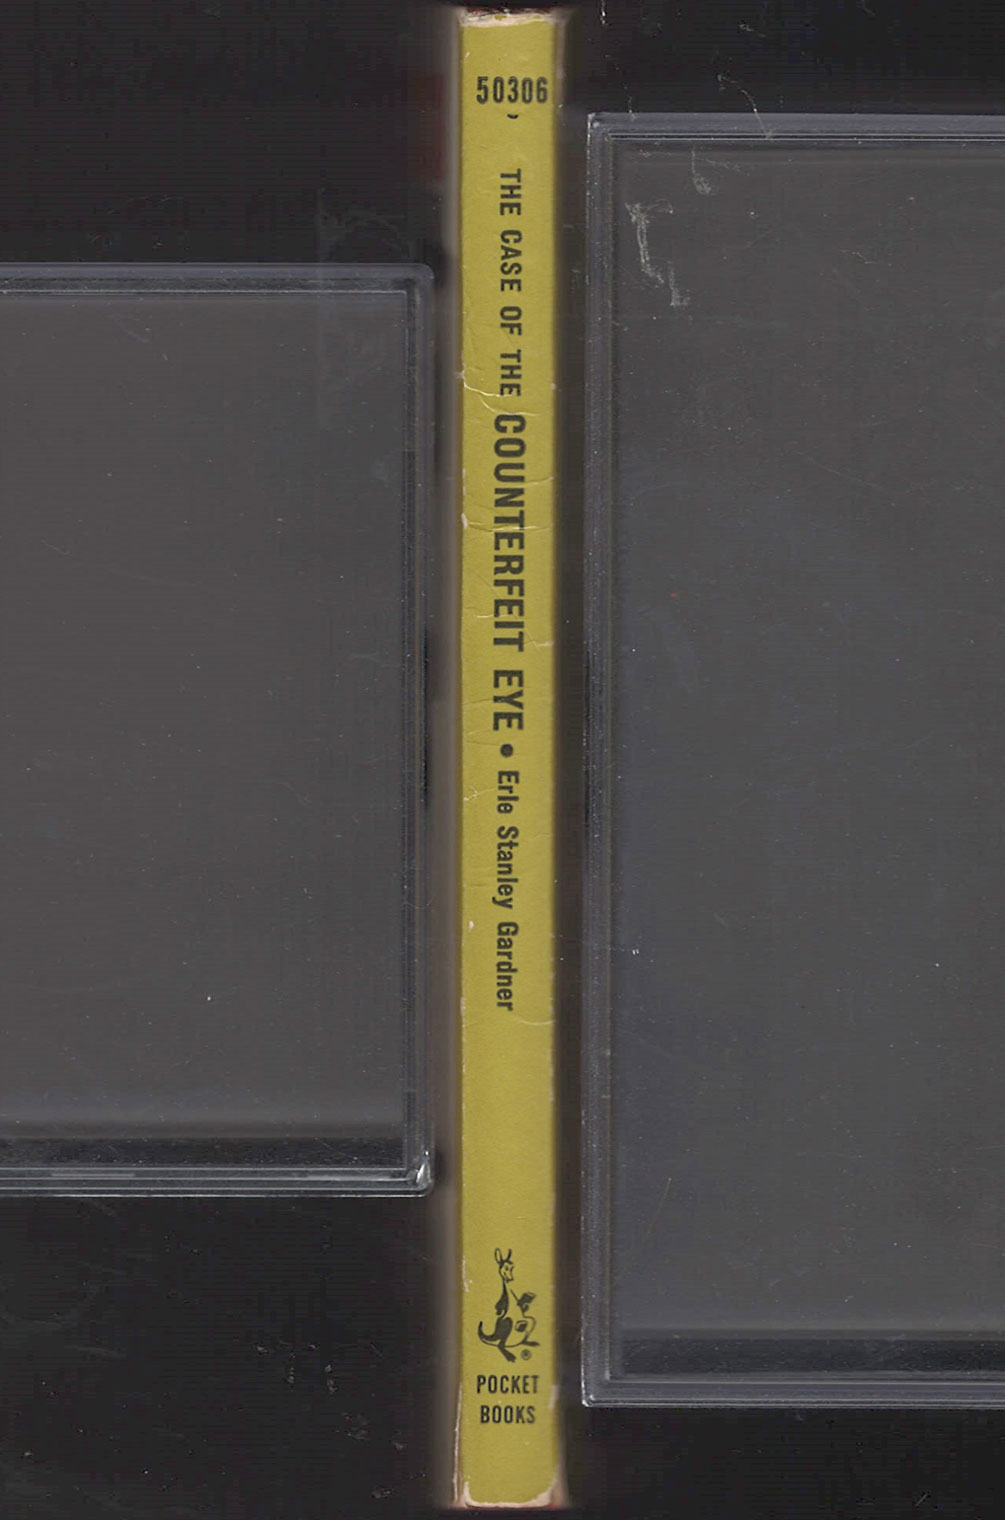 50306
THE CASE OF THE COUNTERFEIT EYE • Erle Stanley Gardner
®
POCKET
BOOKS